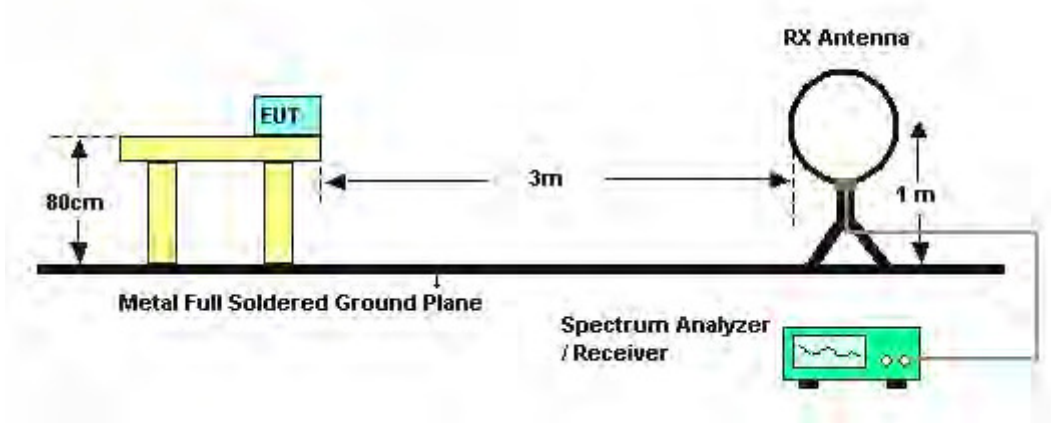 RX Antenna
EUT
3m
80cm
1 m
Metal Full Soldered Ground Plane
Spectrum Analyzer
/ Receiver